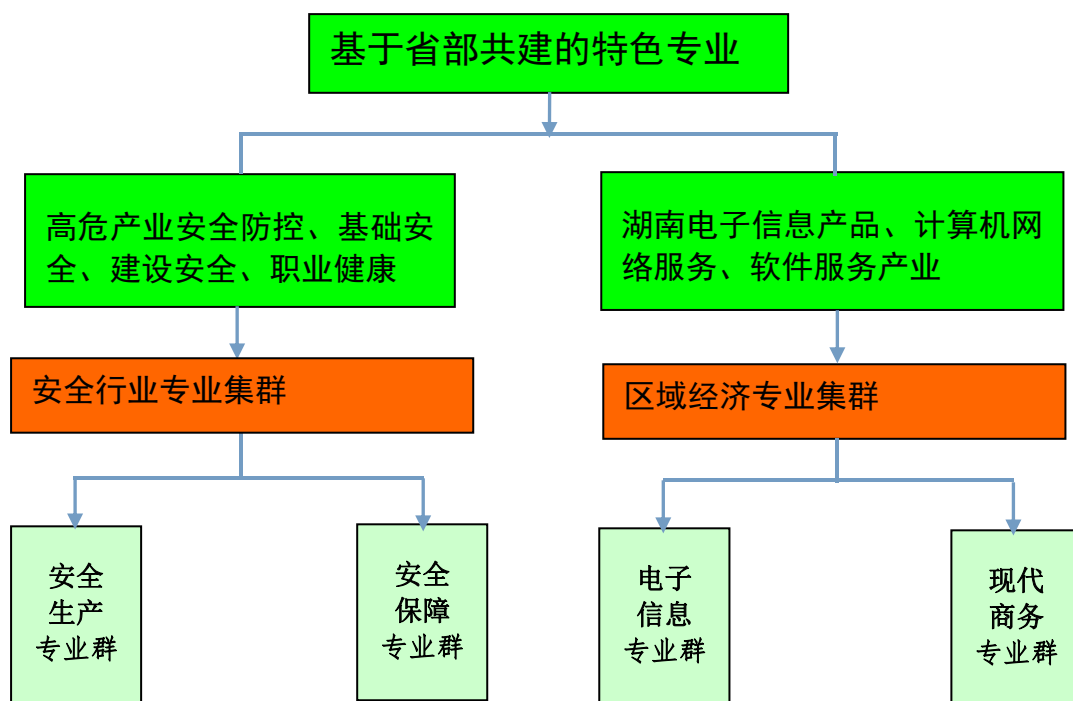 基于省部共建的特色专业
高危产业安全防控、基础安
全、建设安全、职业健康
湖南电子信息产品、计算机网
络服务、软件服务产业
安全行业专业集群
区域经济专业集群
安全
生产
专业群
安全
保障
专业群
电子
信息
专业群
现代
商务
专业群